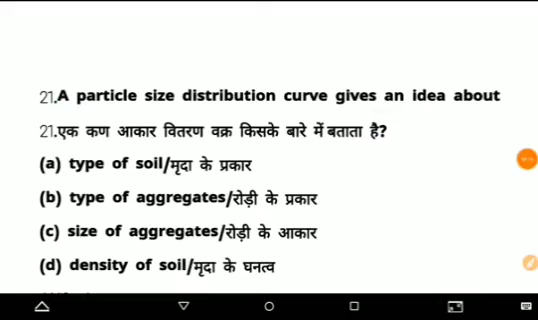 21.A particle size distribution curve gives an idea about
21.एक कण आकार वितरण वक्र किसके बारे में बताता है?
(a) type of soil/मृदा के प्रकार
(b) type of aggregates/रोड़ी के प्रकार
(c) size of aggregates/रोड़ी के आकार
(d) density of soil/मृदा के घनत्व